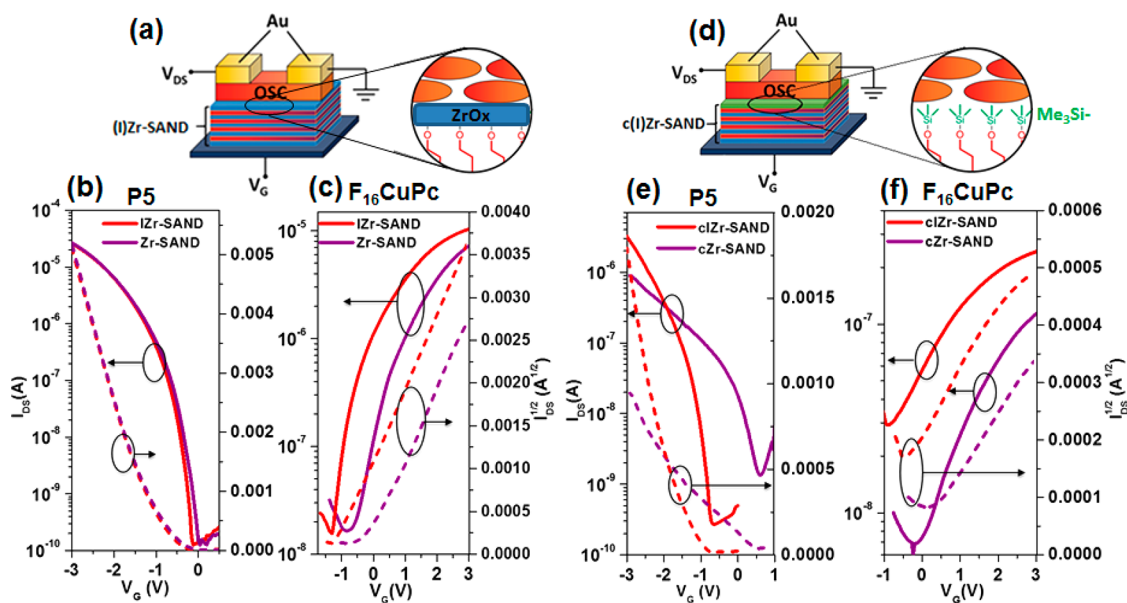 (a)
Au
V_DS
OSC
(I)Zr-SAND
V_G
ZrOx
(d)
Au
V_DS
OSC
c(I)Zr-SAND
V_G
Si Si Si Si
O O O O
Me₃Si-
(b) P5
IZr-SAND
Zr-SAND
I_DS(A)
10⁻⁴
10⁻⁵
10⁻⁶
10⁻⁷
10⁻⁸
10⁻⁹
10⁻¹⁰
0.005
0.004
0.003
0.002
0.001
0.000
-3 -2 -1 0
V_G (V)
(c) F₁₆CuPc
IZr-SAND
Zr-SAND
10⁻⁵
10⁻⁶
10⁻⁷
10⁻⁸
0.0040
0.0035
0.0030
0.0025
0.0020
0.0015
0.0010
0.0005
0.0000
I_DS^1/2 (A^1/2)
-1 0 1 2 3
V_G (V)
(e) P5
cIZr-SAND
cZr-SAND
I_DS(A)
10⁻⁶
10⁻⁷
10⁻⁸
10⁻⁹
10⁻¹⁰
0.0020
0.0015
0.0010
0.0005
0.0000
-3 -2 -1 0 1
V_G(V)
(f) F₁₆CuPc
cIZr-SAND
cZr-SAND
10⁻⁷
10⁻⁸
0.0006
0.0005
0.0004
0.0003
0.0002
0.0001
0.0000
I_DS^1/2 (A^1/2)
-1 0 1 2 3
V_G(V)